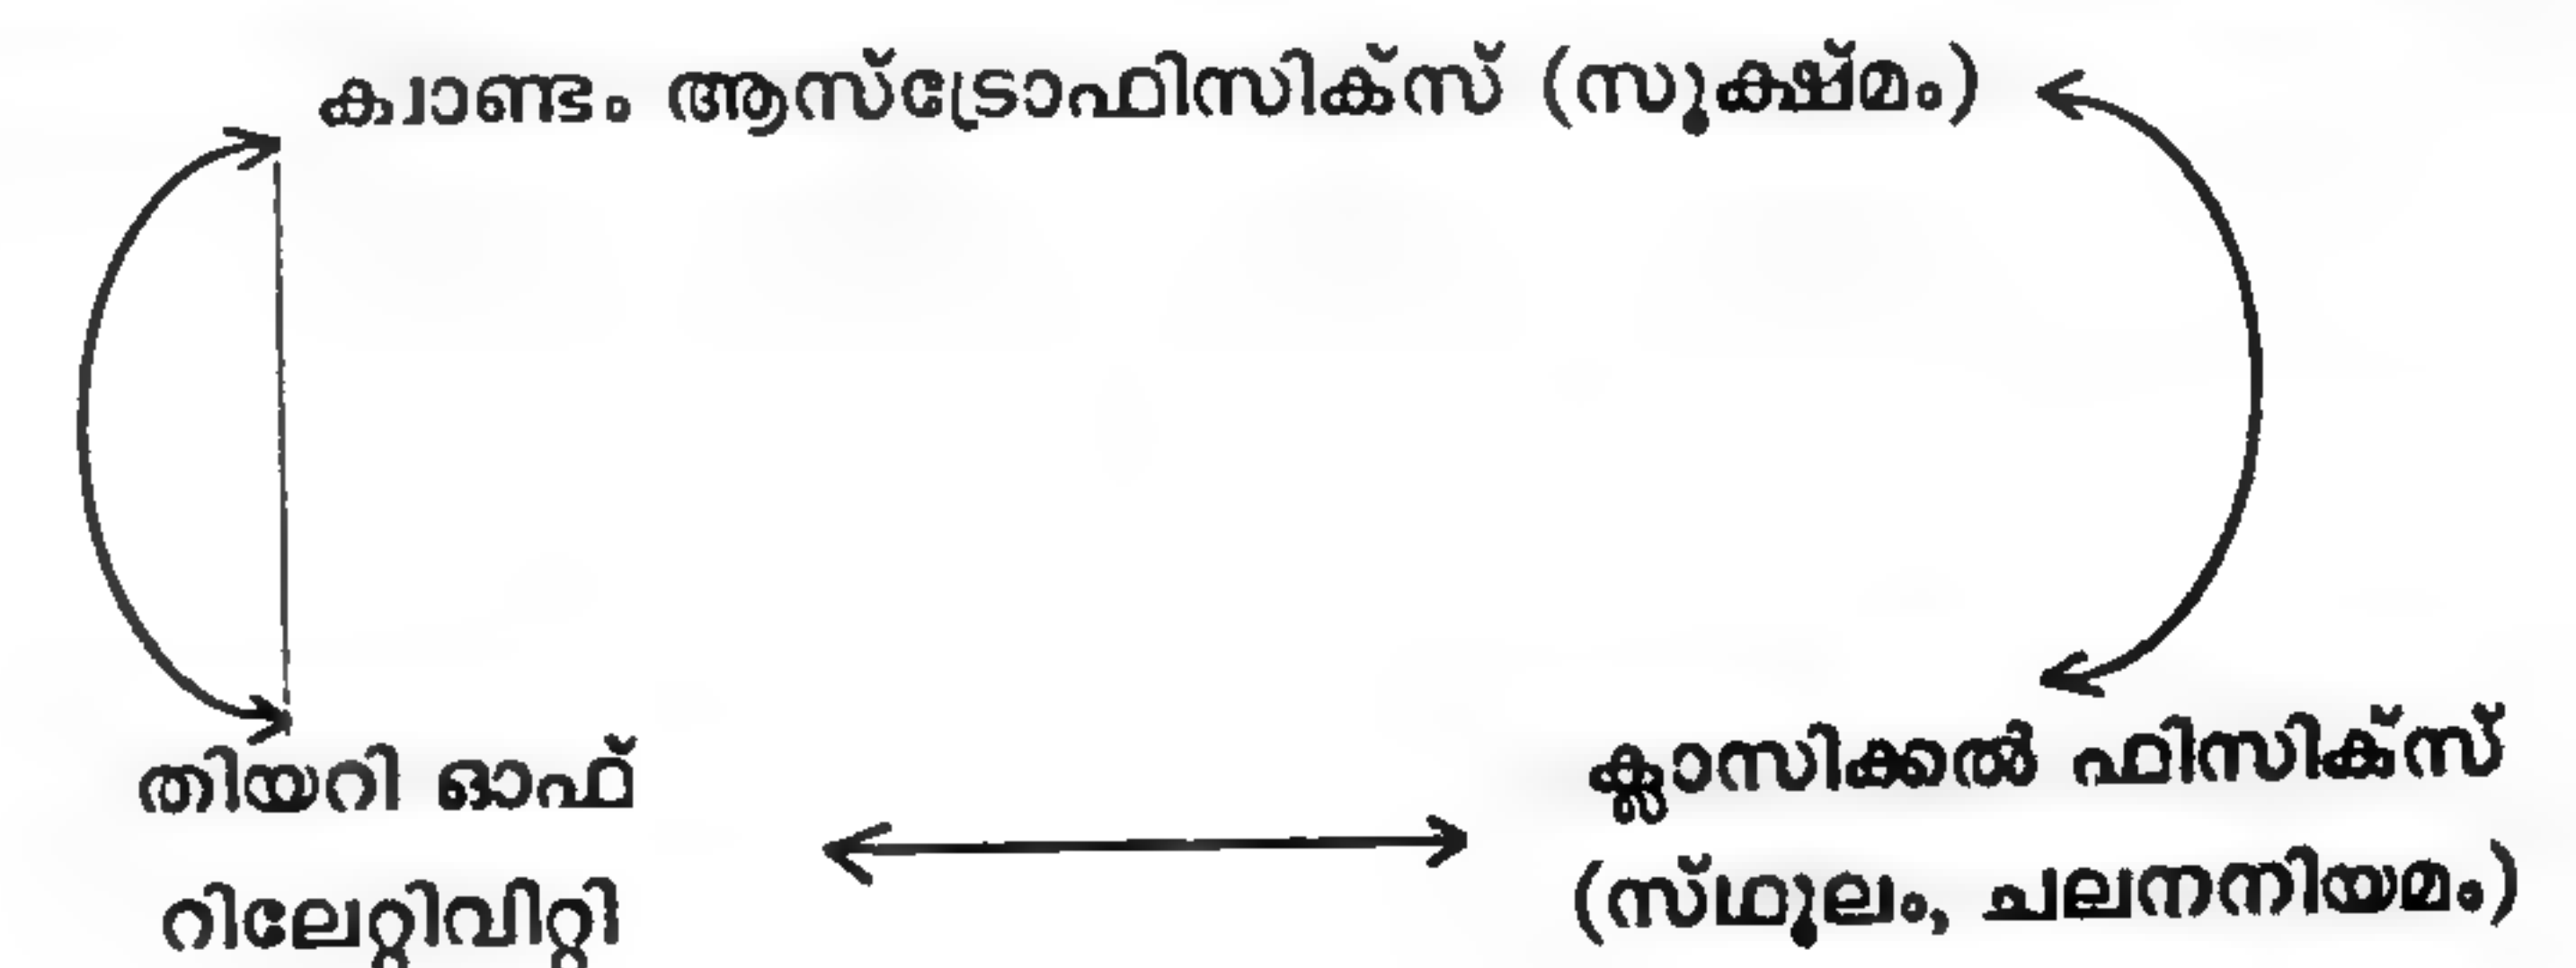 ക്വാണ്ടം ആസ്ട്രോഫിസിക്സ് (സൂക്ഷ്മം)
തിയറി ഓഫ്
റിലേറ്റിവിറ്റി
ക്ലാസിക്കൽ ഫിസിക്സ്
(സ്ഥൂലം, ചലനനിയമം)